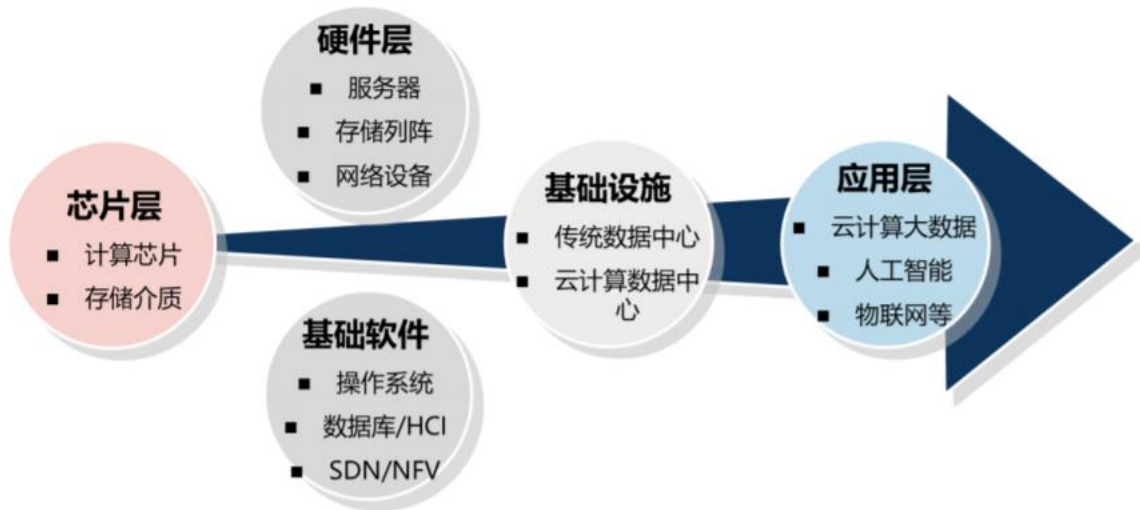 硬件层
服务器
存储列阵
网络设备
芯片层
计算芯片
存储介质
基础软件
操作系统
数据库/HCI
SDN/NFV
基础设施
传统数据中心
云计算数据中
心
应用层
云计算大数据
人工智能
物联网等